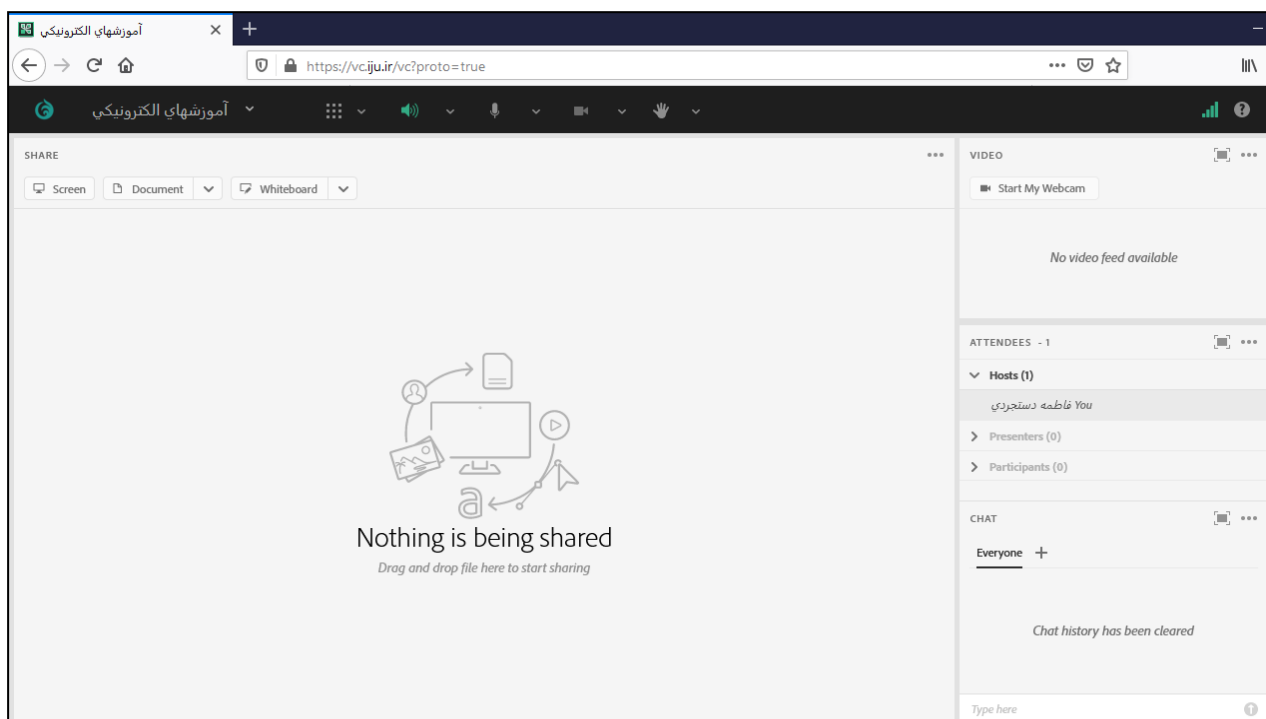 آموزشهاي الكترونيكي
https://vc.iju.ir/vc?proto=true
آموزشهاي الكترونيكي
SHARE
Screen
Document
Whiteboard
Nothing is being shared
Drag and drop file here to start sharing
VIDEO
Start My Webcam
No video feed available
ATTENDEES - 1
Hosts (1)
فاطمه دستجردي You
Presenters (0)
Participants (0)
CHAT
Everyone
Chat history has been cleared
Type here